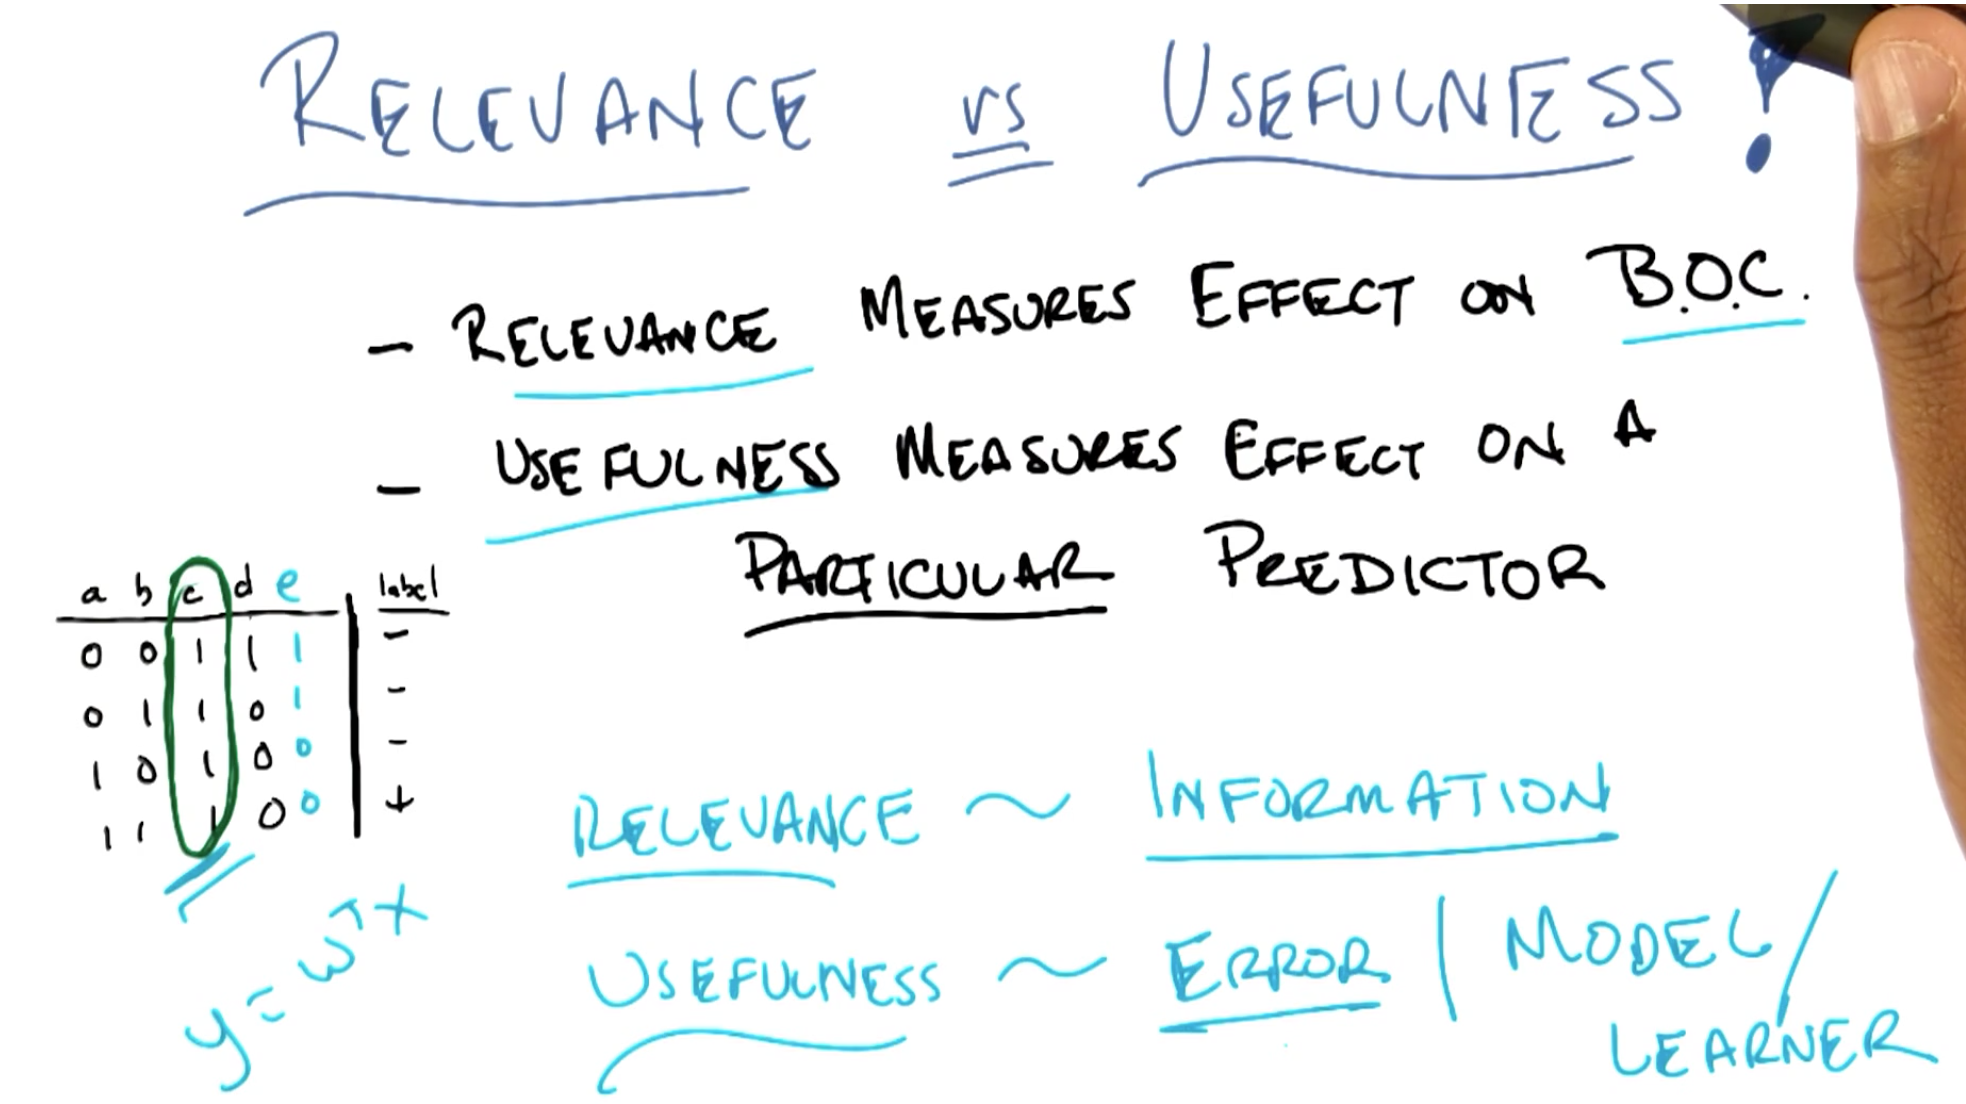 RELEVANCE vs USEFULNESS!
- RELEVANCE MEASURES EFFECT ON B.O.C.
- USEFULNESS MEASURES EFFECT ON A
PARTICULAR PREDICTOR
a b c d e label
0 0 1 1 1 -
0 1 1 0 1 -
1 0 1 0 0 -
1 1 1 0 0 +
y = wᵀx
RELEVANCE ~ INFORMATION
USEFULNESS ~ ERROR | MODEL/
LEARNER